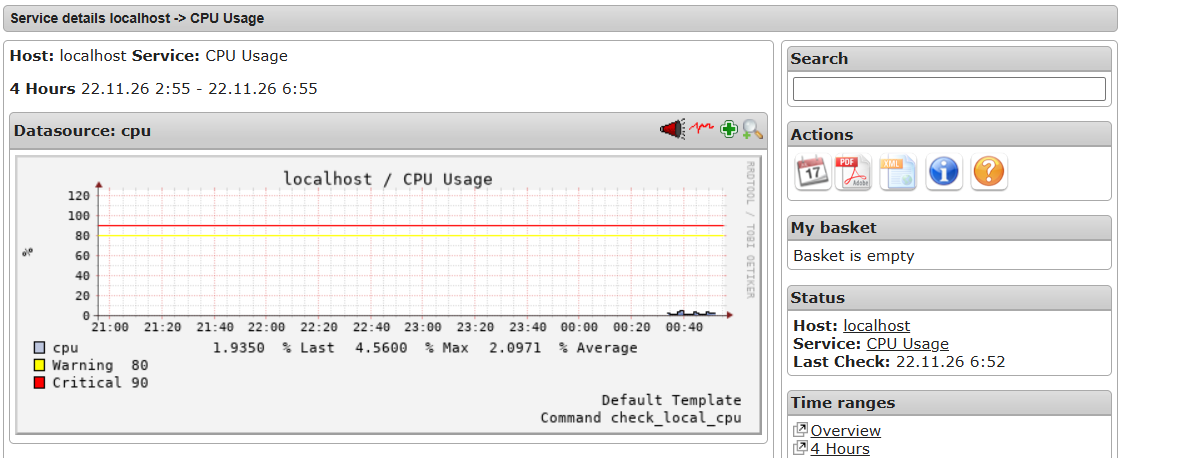 Service details localhost -> CPU Usage
Host: localhost Service: CPU Usage
4 Hours 22.11.26 2:55 - 22.11.26 6:55
Datasource: cpu
localhost / CPU Usage
RRDTOOL / TOBI OETIKER
%
120
100
80
60
40
20
0
21:00 21:20 21:40 22:00 22:20 22:40 23:00 23:20 23:40 00:00 00:20 00:40
cpu 1.9350 % Last 4.5600 % Max 2.0971 % Average
Warning 80
Critical 90
Default Template
Command check_local_cpu
Search
Actions
17
PDF
Adobe
XML
My basket
Basket is empty
Status
Host: localhost
Service: CPU Usage
Last Check: 22.11.26 6:52
Time ranges
Overview
4 Hours